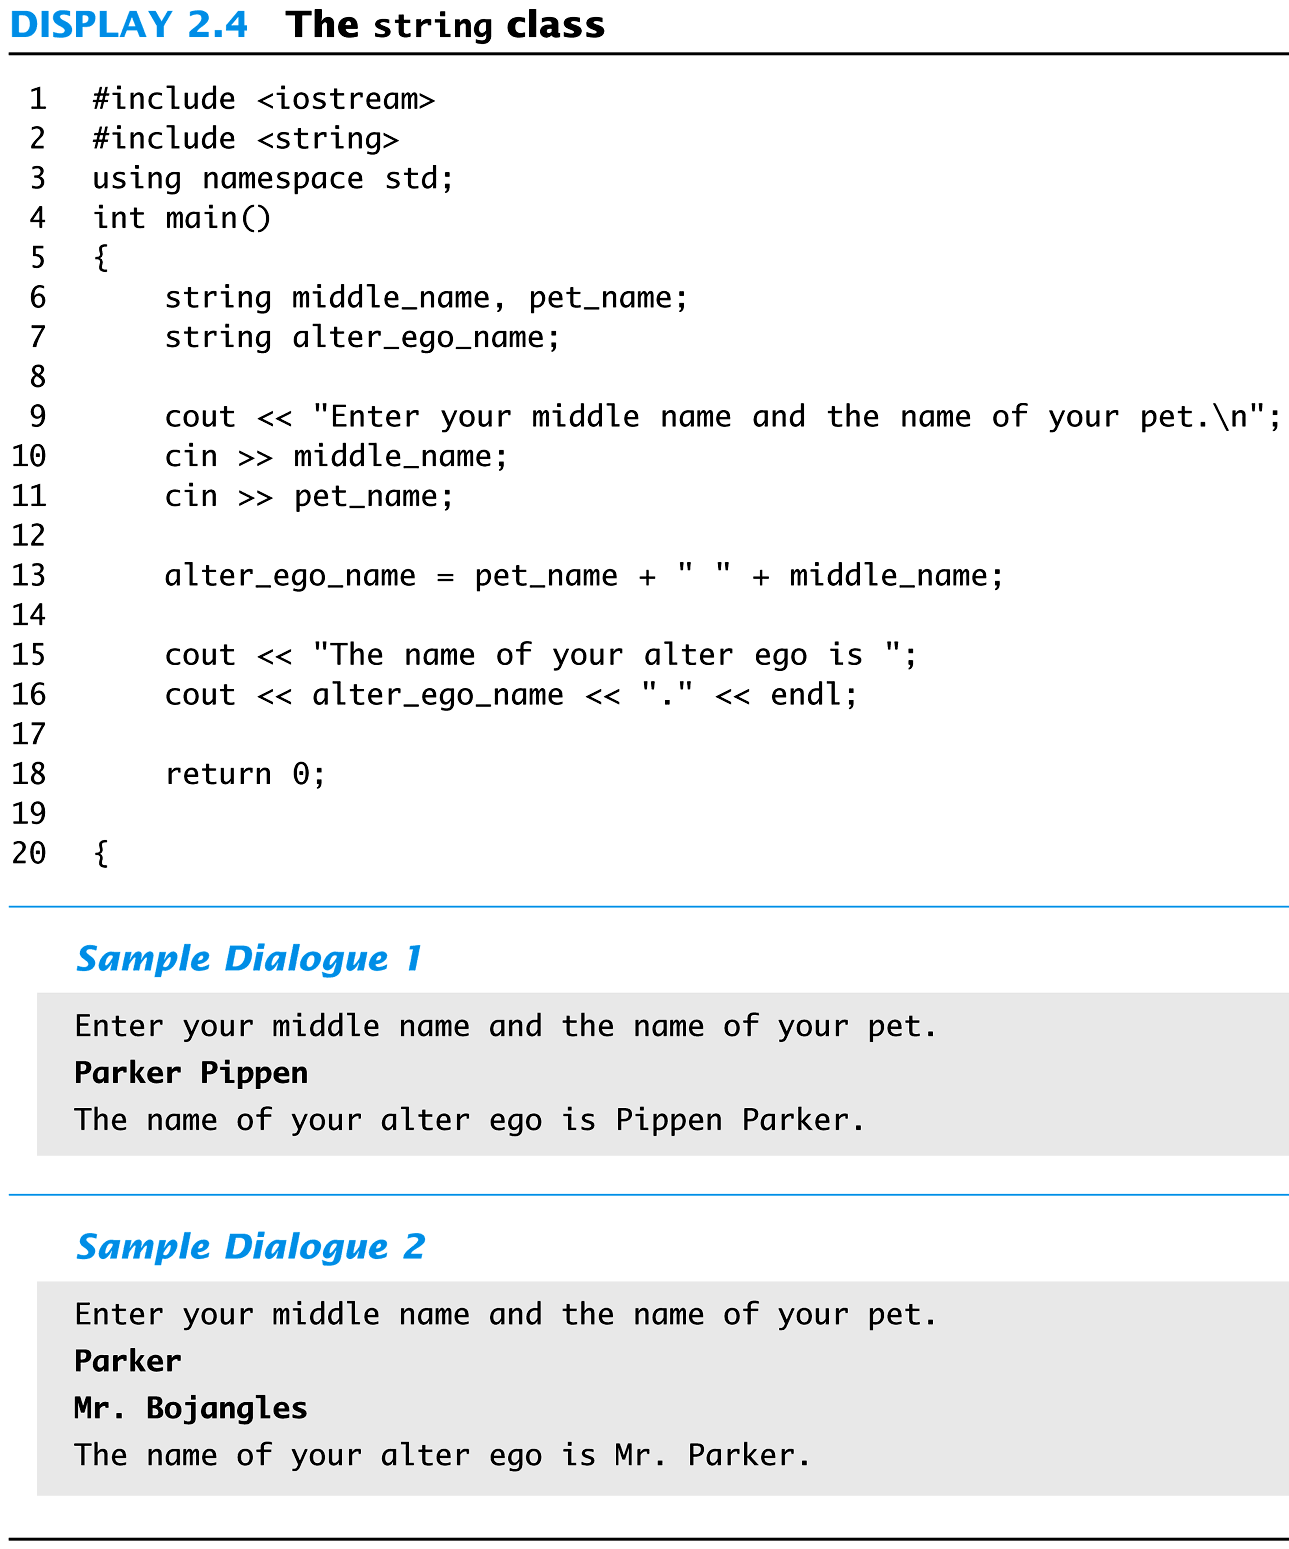 DISPLAY 2.4 The string class
1 #include <iostream>
2 #include <string>
3 using namespace std;
4 int main()
5 {
6     string middle_name, pet_name;
7     string alter_ego_name;
8
9     cout << "Enter your middle name and the name of your pet.\n";
10     cin >> middle_name;
11     cin >> pet_name;
12
13     alter_ego_name = pet_name + " " + middle_name;
14
15     cout << "The name of your alter ego is ";
16     cout << alter_ego_name << "." << endl;
17
18     return 0;
19
20 {
Sample Dialogue 1
Enter your middle name and the name of your pet.
Parker Pippen
The name of your alter ego is Pippen Parker.
Sample Dialogue 2
Enter your middle name and the name of your pet.
Parker
Mr. Bojangles
The name of your alter ego is Mr. Parker.